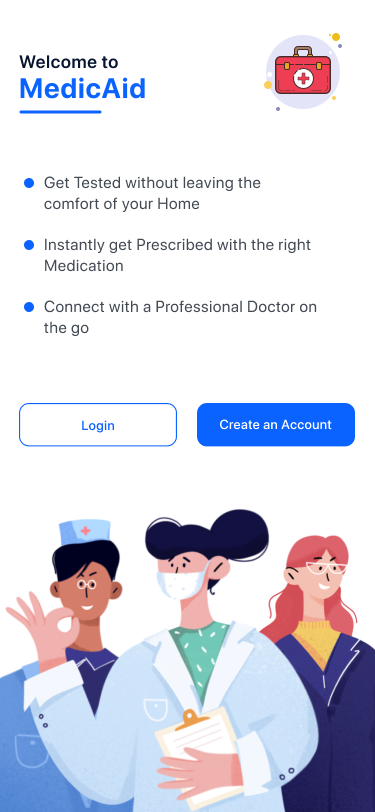 Welcome to
MedicAid
Get Tested without leaving the
comfort of your Home
Instantly get Prescribed with the right
Medication
Connect with a Professional Doctor on
the go
Login
Create an Account